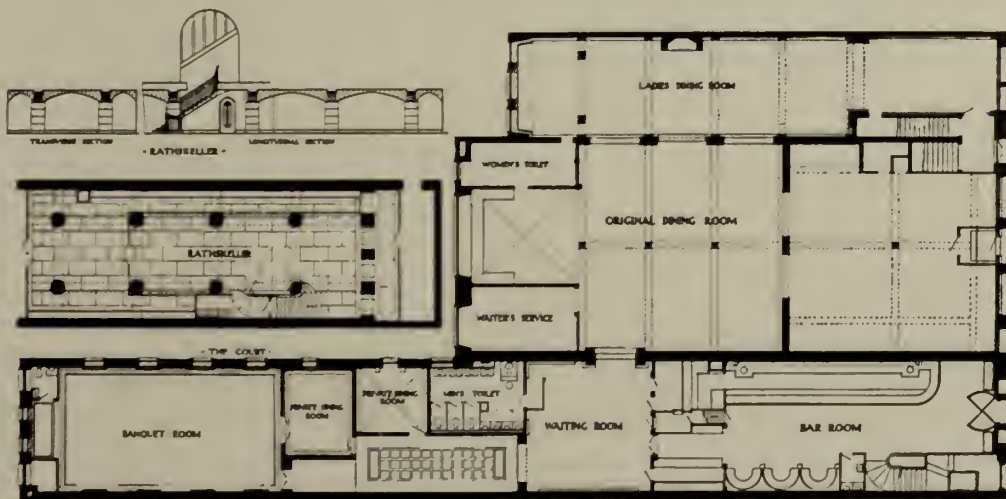 TRANSVERSE SECTION
LONGITUDINAL SECTION
- RATHSKELLER -
LADIES DINING ROOM
WOMEN'S TOILET
ORIGINAL DINING ROOM
RATHSKELLER
WAITER'S SERVICE
- THE COURT -
BANQUET ROOM
PRIVATE DINING
ROOM
PRIVATE DINING
ROOM
MEN'S TOILET
WAITING ROOM
BAR ROOM